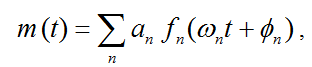 m(t) = ∑ₙ aₙ fₙ(ωₙt + ϕₙ),